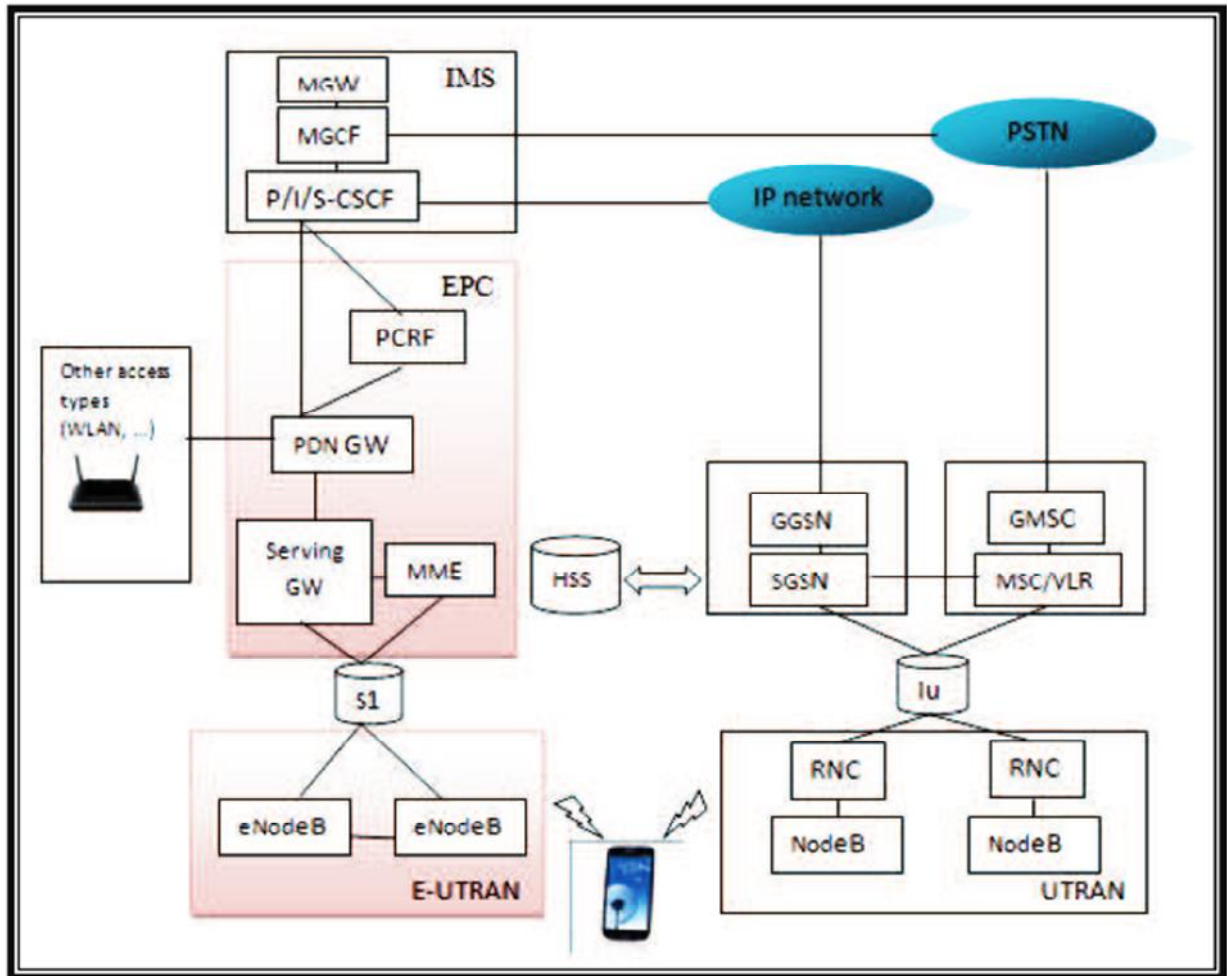 IMS
MGW
MGCF
P/I/S-CSCF
PSTN
IP network
EPC
PCRF
Other access
types
(WLAN, ...)
PDN GW
Serving
GW
MME
HSS
GGSN
SGSN
GMSC
MSC/VLR
S1
Iu
eNodeB
eNodeB
E-UTRAN
RNC
RNC
NodeB
NodeB
UTRAN